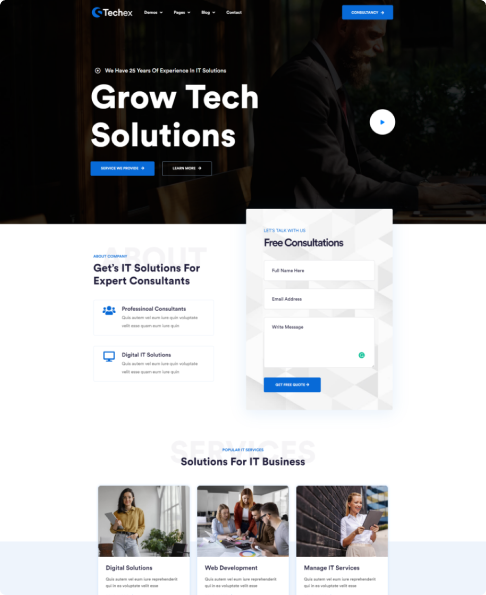 Techex
Demos Pages Blog Contact
CONSULTANCY
We Have 25 Years Of Experience In IT Solutions
Grow Tech
Solutions
SERVICE WE PROVIDE
LEARN MORE
LET'S TALK WITH US
Free Consultations
Full Name Here
Email Address
Write Message
GET FREE QUOTE
ABOUT
ABOUT COMPANY
Get's IT Solutions For
Expert Consultants
Professinoal Consultants
Quis autem vel eum iure quin voluptate
velit esse quam eum iure quin
Digital IT Solutions
Quis autem vel eum iure quin voluptate
velit esse quam eum iure quin
SERVICES
POPULAR IT SERVICES
Solutions For IT Business
Digital Solutions
Quis autem vel eum iure reprehenderit
qui in ea voluptate velit esse
Web Development
Quis autem vel eum iure reprehenderit
qui in ea voluptate velit esse
Manage IT Services
Quis autem vel eum iure reprehenderit
qui in ea voluptate velit esse